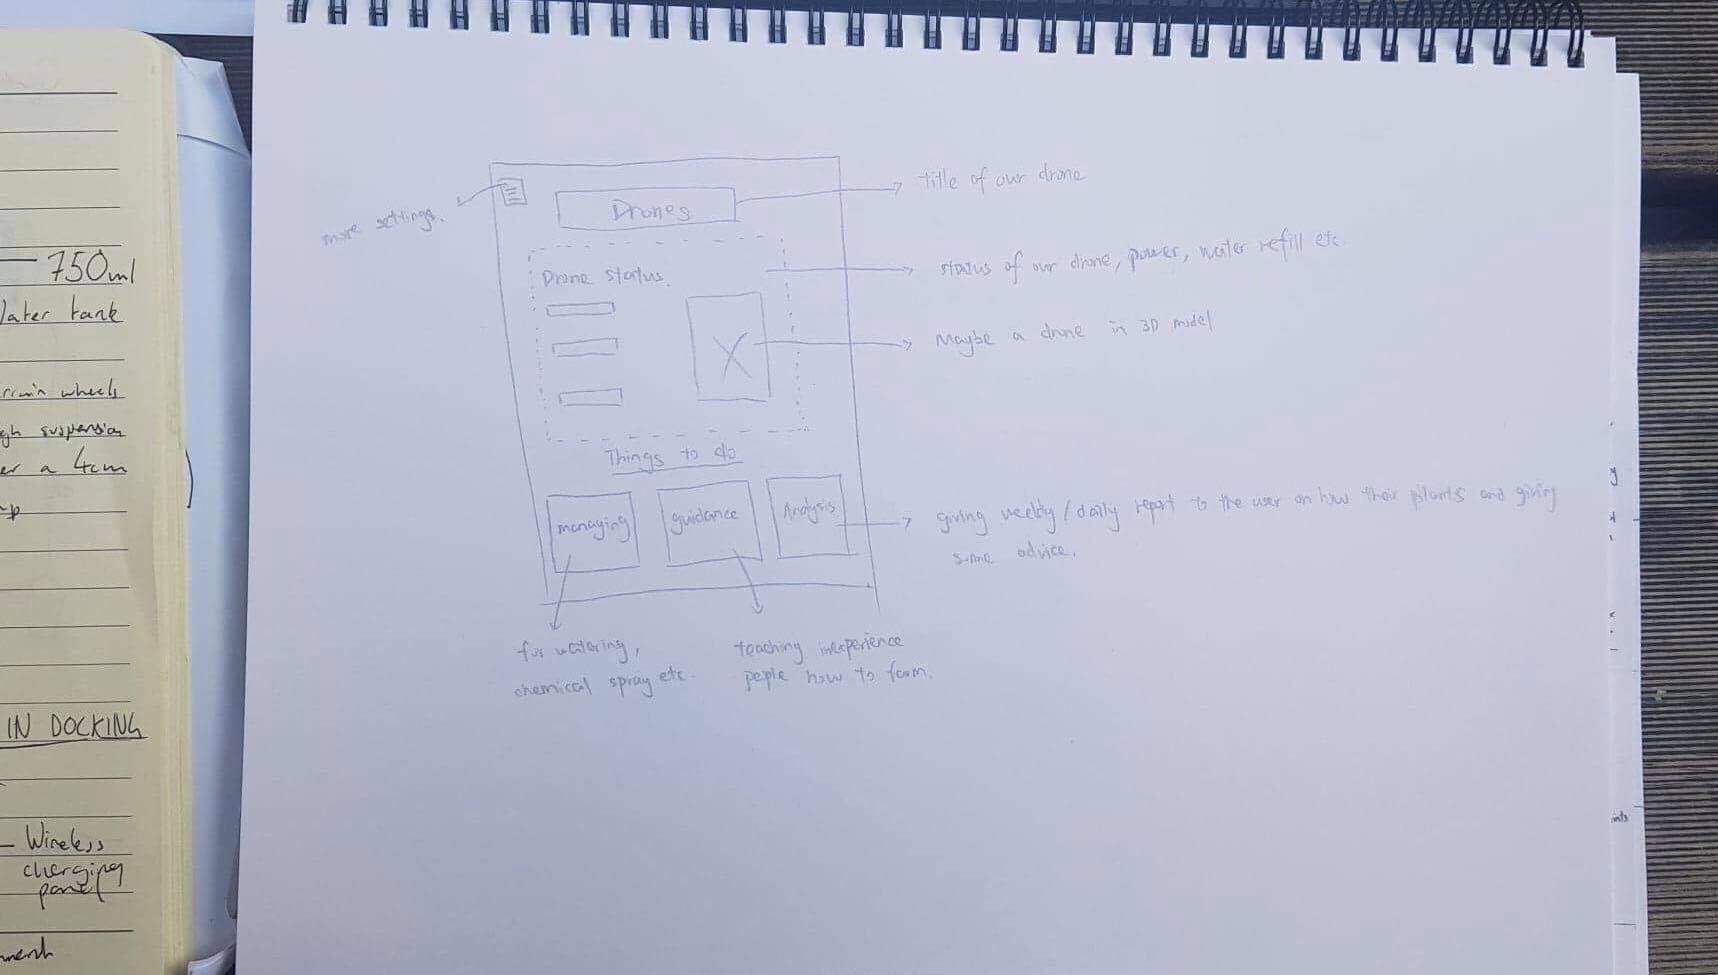 750ml
later tank
wheels
suspension
er a 4cm
IN DOCKING
Wireless
charging
panel
more settings.
Drones
title of our drone
Drone status.
status of our drone, power, water refill etc.
X
Maybe a drone in 3D model
Things to do
managing
guidance
Analysis
giving weekly/daily report to the user on how their plants and giving
some advice.
for watering,
chemical spray etc.
teaching inexperience
people how to farm.